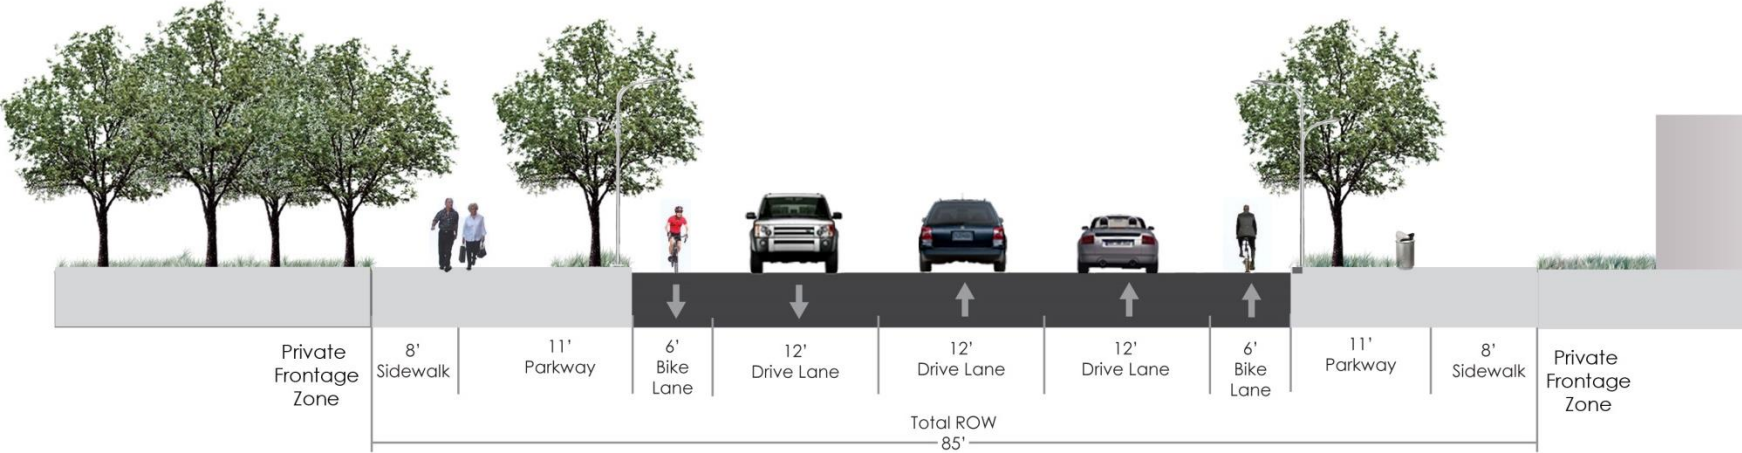 Private
Frontage
Zone
8'
Sidewalk
11'
Parkway
6'
Bike
Lane
12'
Drive Lane
12'
Drive Lane
12'
Drive Lane
6'
Bike
Lane
11'
Parkway
8'
Sidewalk
Private
Frontage
Zone
Total ROW
85'